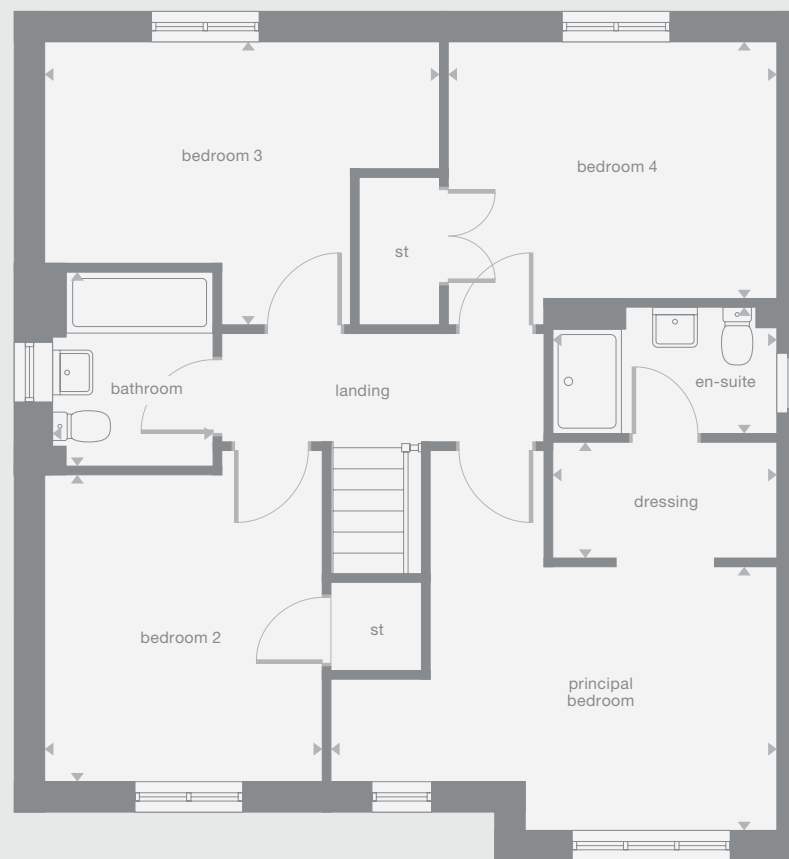 bedroom 3
bedroom 4
st
bathroom
landing
en-suite
dressing
bedroom 2
st
principal
bedroom